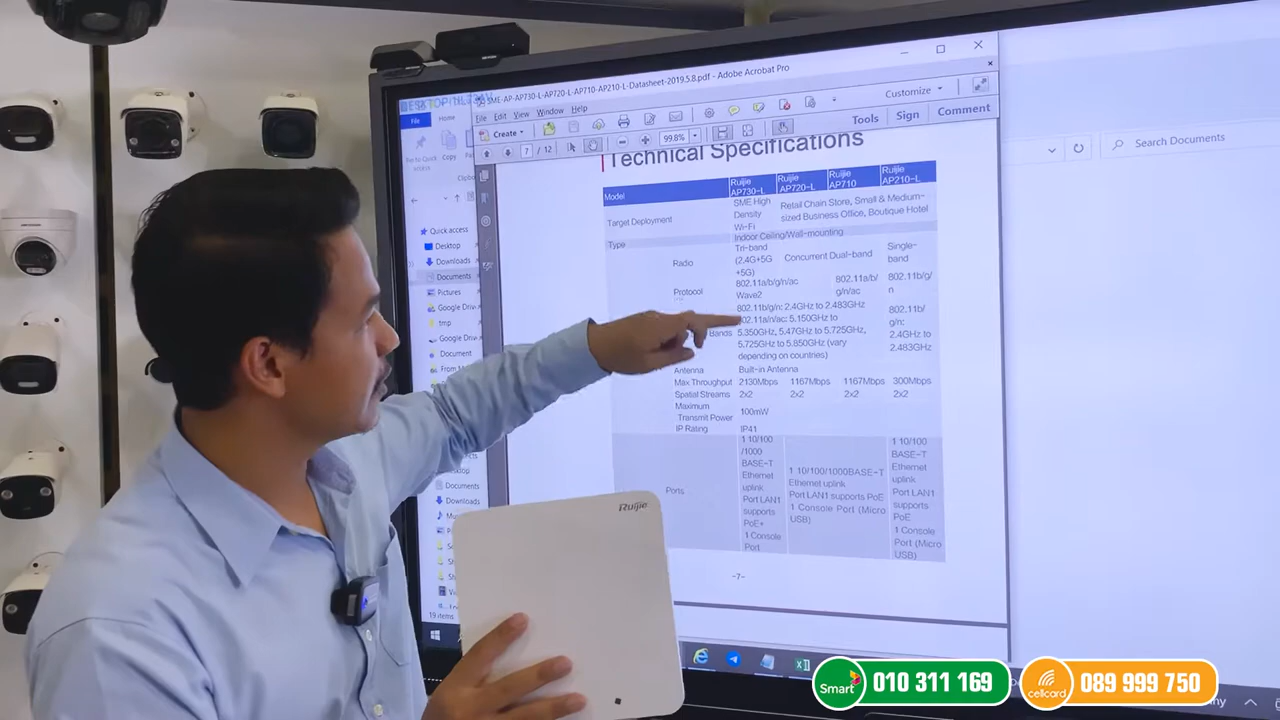 SME-AP-AP730-L-AP720-L-AP710-AP210-L-Datasheet-2019.5.8.pdf - Adobe Acrobat Pro
File Edit View Window Help
Create
Customize
7 / 12
99.8%
Tools Sign Comment
File
Home
Copy
Search Documents
Quick access
Desktop
Downloads
Documents
Pictures
Google Driv
tmp
Google Driv
Document
Documents
Downloads
19 items
Technical Specifications
Model
Ruijie AP730-L
Ruijie AP720-L
Ruijie AP710
Ruijie AP210-L
Target Deployment
SME High Density Wi-Fi
Retail Chain Store, Small & Medium-
sized Business Office, Boutique Hotel
Type
Indoor Ceiling/Wall-mounting
Radio
Tri-band (2.4G+5G +5G)
Concurrent Dual-band
Single-band
Protocol
802.11a/b/g/n/ac Wave2
802.11a/b/ g/n/ac
802.11b/g/ n
Bands
802.11b/g/n: 2.4GHz to 2.483GHz
802.11a/n/ac: 5.150GHz to
5.350GHz, 5.47GHz to 5.725GHz,
5.725GHz to 5.850GHz (vary
depending on countries)
802.11b/ g/n: 2.4GHz to 2.483GHz
Antenna
Built-in Antenna
Max Throughput 2130Mbps 1167Mbps 1167Mbps 300Mbps
Spatial Streams 2x2 2x2 2x2 2x2
Maximum
Transmit Power
100mW
IP Rating IP41
Ports
1 10/100 /1000 BASE-T Ethernet uplink Port LAN1 supports PoE+ 1 Console Port
1 10/100/1000BASE-T
Ethernet uplink
Port LAN1 supports PoE
1 Console Port (Micro
USB)
1 10/100 BASE-T Ethernet uplink Port LAN1 supports PoE 1 Console Port (Micro USB)
-7-
Ruijie
Smart 010 311 169
cellcard 089 999 750